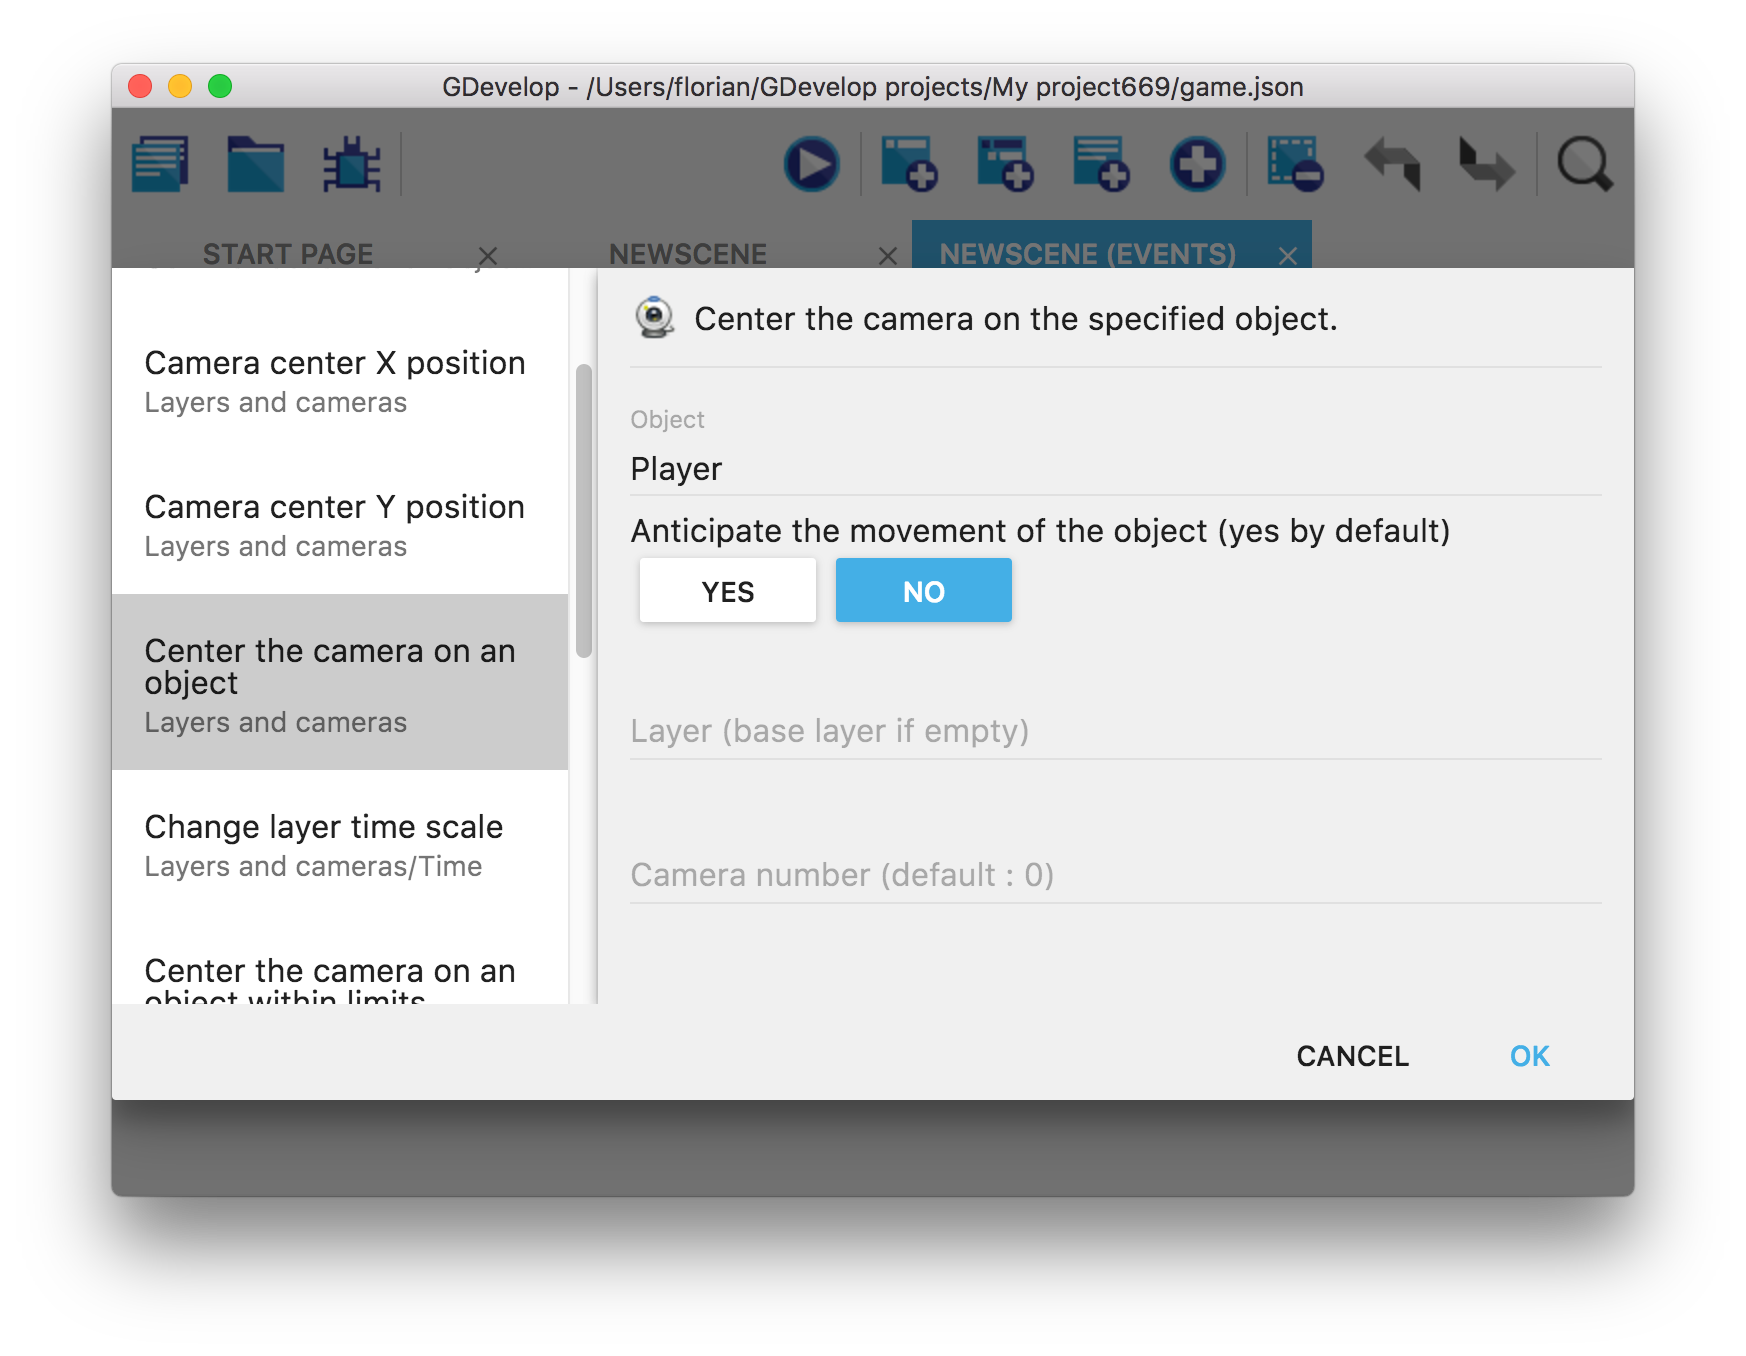 GDevelop - /Users/florian/GDevelop projects/My project669/game.json
START PAGE
NEWSCENE
NEWSCENE (EVENTS)
Camera center X position
Layers and cameras
Camera center Y position
Layers and cameras
Center the camera on an
object
Layers and cameras
Change layer time scale
Layers and cameras/Time
Center the camera on an
object within limits
Center the camera on the specified object.
Object
Player
Anticipate the movement of the object (yes by default)
YES
NO
Layer (base layer if empty)
Camera number (default : 0)
CANCEL
OK